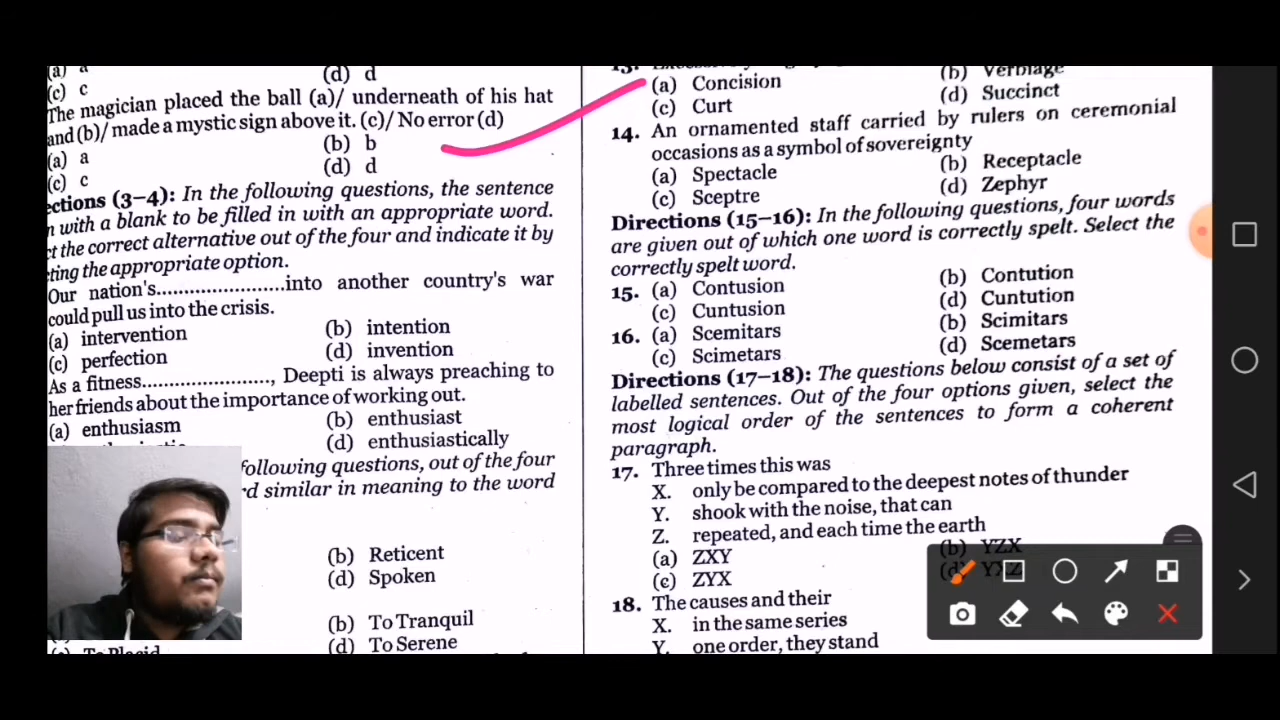 (a) a
(d) d
(c) c
The magician placed the ball (a)/ underneath of his hat
and (b)/ made a mystic sign above it. (c)/ No error (d)
(a) a
(b) b
(c) c
(d) d
ections (3–4): In the following questions, the sentence
with a blank to be filled in with an appropriate word.
ct the correct alternative out of the four and indicate it by
ting the appropriate option.
Our nation's......................into another country's war
could pull us into the crisis.
(a) intervention
(b) intention
(c) perfection
(d) invention
As a fitness......................, Deepti is always preaching to
her friends about the importance of working out.
(a) enthusiasm
(b) enthusiast
(d) enthusiastically
following questions, out of the four
rd similar in meaning to the word
(b) Reticent
(d) Spoken
(b) To Tranquil
(c) To Placid
(d) To Serene
13.
(a) Concision
(b) Verbiage
(c) Curt
(d) Succinct
14. An ornamented staff carried by rulers on ceremonial
occasions as a symbol of sovereignty
(a) Spectacle
(b) Receptacle
(c) Sceptre
(d) Zephyr
Directions (15–16): In the following questions, four words
are given out of which one word is correctly spelt. Select the
correctly spelt word.
15. (a) Contusion
(b) Contution
(c) Cuntusion
(d) Cuntution
16. (a) Scemitars
(b) Scimitars
(c) Scimetars
(d) Scemetars
Directions (17–18): The questions below consist of a set of
labelled sentences. Out of the four options given, select the
most logical order of the sentences to form a coherent
paragraph.
17. Three times this was
X. only be compared to the deepest notes of thunder
Y. shook with the noise, that can
Z. repeated, and each time the earth
(a) ZXY
(b) YZX
(c) ZYX
(d) YXZ
18. The causes and their
X. in the same series
Y. one order, they stand